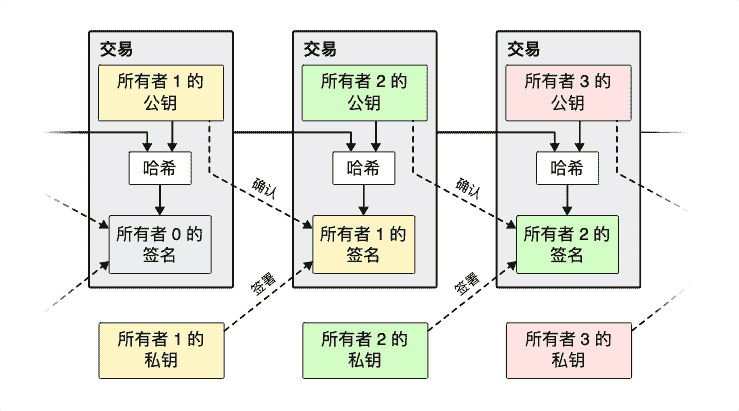 交易
交易
交易
所有者 1 的
公钥
所有者 2 的
公钥
所有者 3 的
公钥
哈希
哈希
哈希
确认
确认
所有者 0 的
签名
所有者 1 的
签名
所有者 2 的
签名
签署
签署
所有者 1 的
私钥
所有者 2 的
私钥
所有者 3 的
私钥